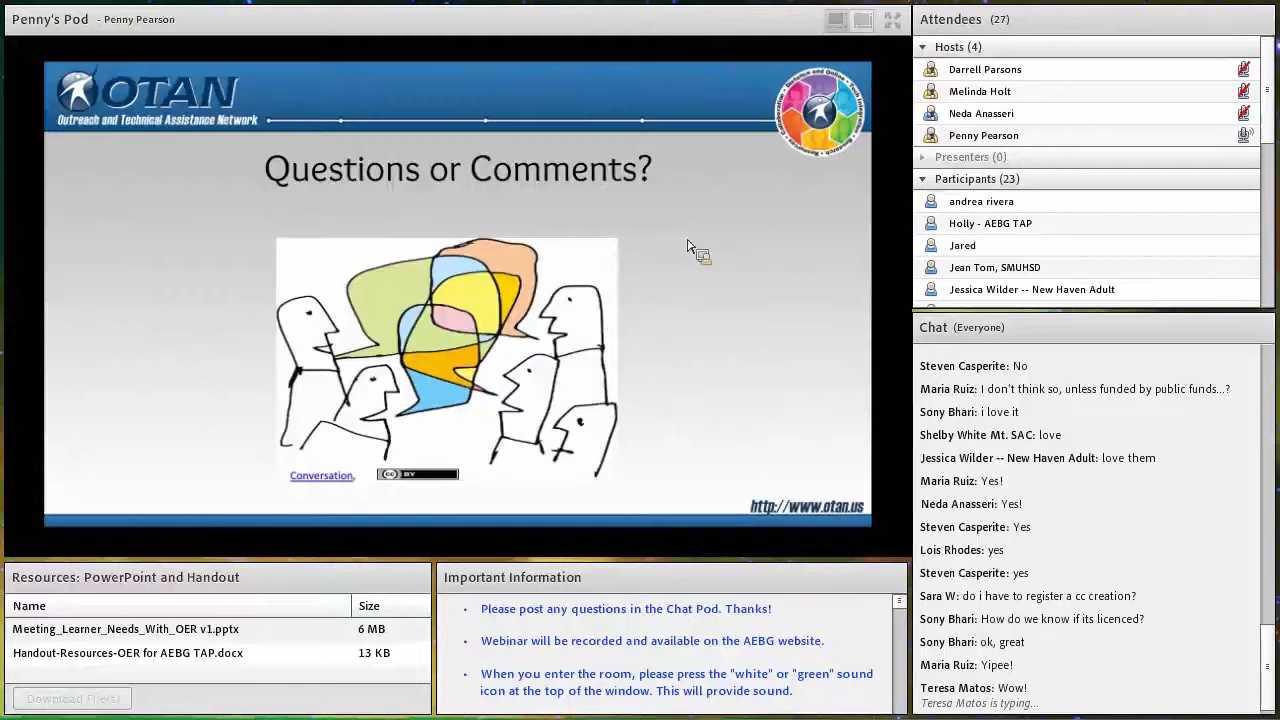 Penny's Pod - Penny Pearson
OTAN
Outreach and Technical Assistance Network
Questions or Comments?
Conversation,
cc BY
http://www.otan.us
Resources: PowerPoint and Handout
Name Size
Meeting_Learner_Needs_With_OER v1.pptx 6 MB
Handout-Resources-OER for AEBG TAP.docx 13 KB
Download File(s)
Important Information
• Please post any questions in the Chat Pod. Thanks!
• Webinar will be recorded and available on the AEBG website.
• When you enter the room, please press the "white" or "green" sound
icon at the top of the window. This will provide sound.
Attendees (27)
Hosts (4)
Darrell Parsons
Melinda Holt
Neda Anasseri
Penny Pearson
Presenters (0)
Participants (23)
andrea rivera
Holly - AEBG TAP
Jared
Jean Tom, SMUHSD
Jessica Wilder -- New Haven Adult
Chat (Everyone)
Steven Casperite: No
Maria Ruiz: I don't think so, unless funded by public funds...?
Sony Bhari: i love it
Shelby White Mt. SAC: love
Jessica Wilder -- New Haven Adult: love them
Maria Ruiz: Yes!
Neda Anasseri: Yes!
Steven Casperite: Yes
Lois Rhodes: yes
Steven Casperite: yes
Sara W: do i have to register a cc creation?
Sony Bhari: How do we know if its licenced?
Sony Bhari: ok, great
Maria Ruiz: Yipee!
Teresa Matos: Wow!
Teresa Matos is typing...